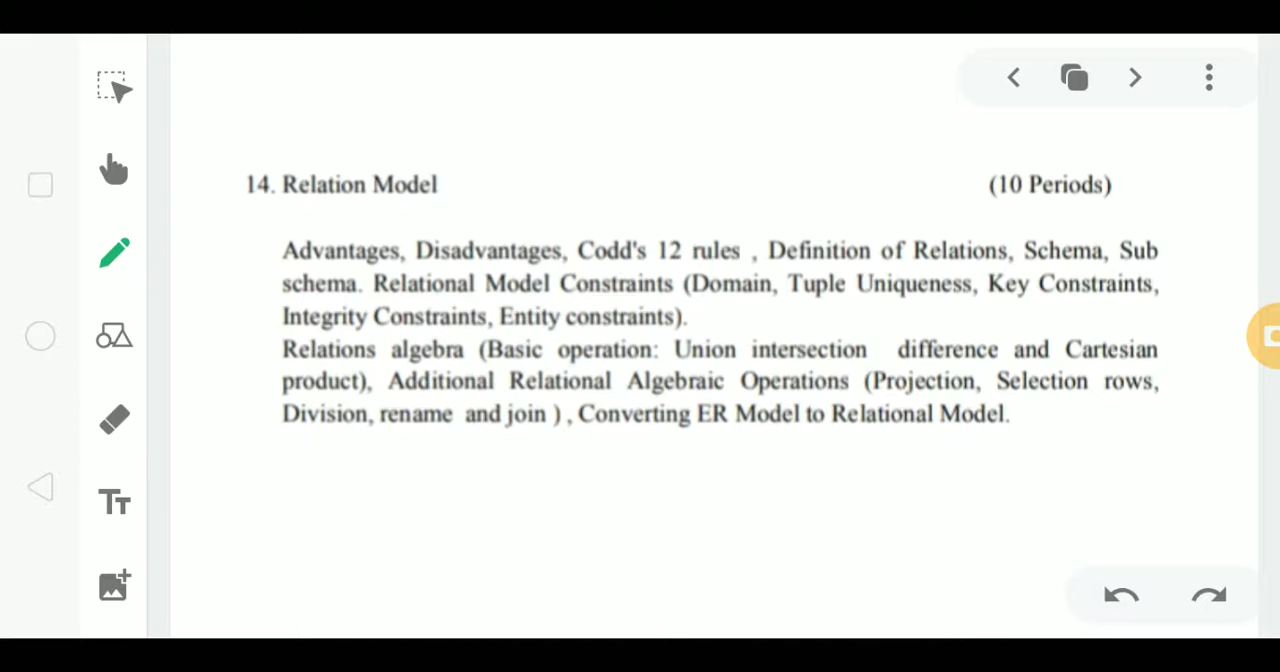 14. Relation Model (10 Periods)
Advantages, Disadvantages, Codd's 12 rules , Definition of Relations, Schema, Sub
schema. Relational Model Constraints (Domain, Tuple Uniqueness, Key Constraints,
Integrity Constraints, Entity constraints).
Relations algebra (Basic operation: Union intersection difference and Cartesian
product), Additional Relational Algebraic Operations (Projection, Selection rows,
Division, rename and join ) , Converting ER Model to Relational Model.
TT